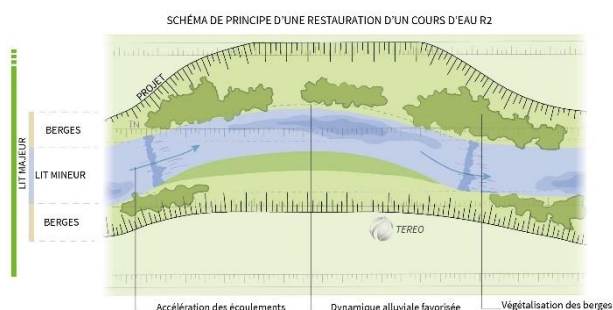 SCHÉMA DE PRINCIPE D'UNE RESTAURATION D'UN COURS D'EAU R2
PROJET
TN
BERGES
LIT MAJEUR
LIT MINEUR
BERGES
TEREO
Accélération des écoulements
Dynamique alluviale favorisée
Végétalisation des berges